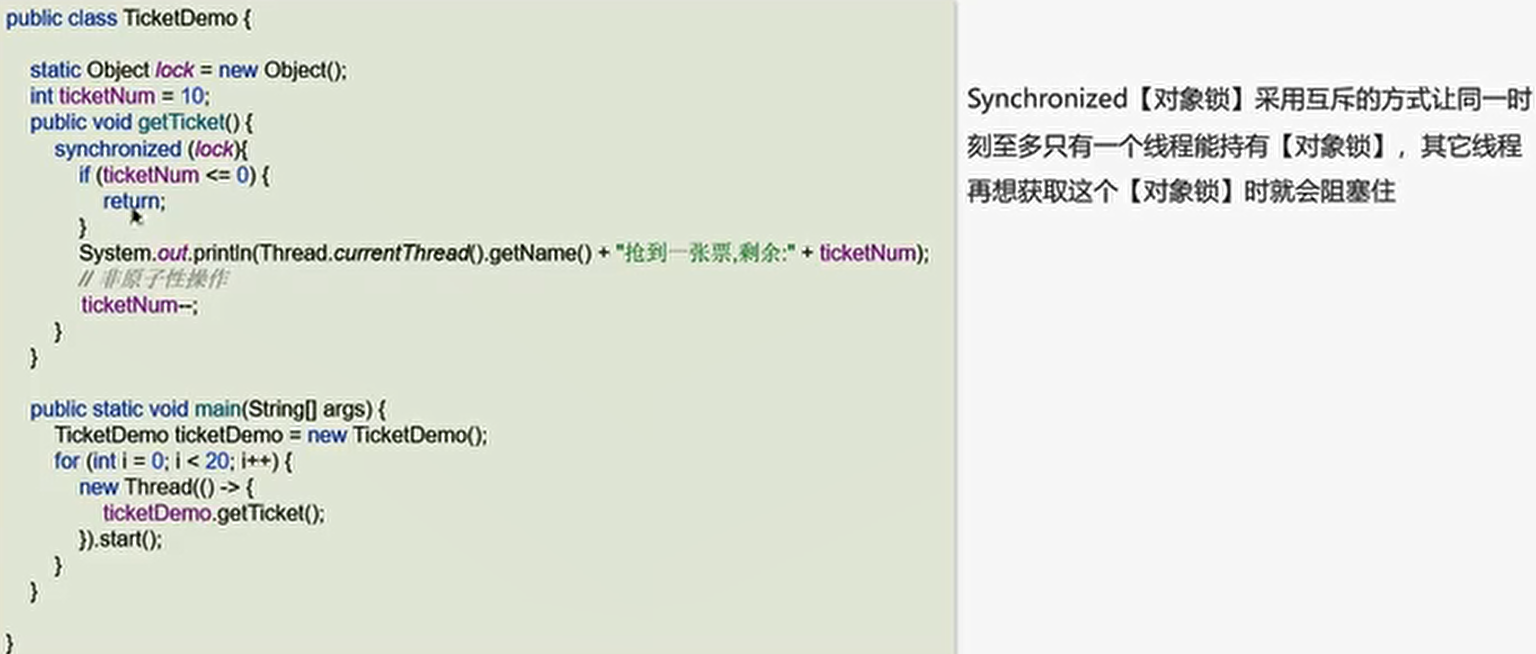 public class TicketDemo {
static Object lock = new Object();
int ticketNum = 10;
public void getTicket() {
synchronized (lock){
if (ticketNum <= 0) {
return;
}
System.out.println(Thread.currentThread().getName() + "抢到一张票,剩余:" + ticketNum);
// 非原子性操作
ticketNum--;
}
}
public static void main(String[] args) {
TicketDemo ticketDemo = new TicketDemo();
for (int i = 0; i < 20; i++) {
new Thread(() -> {
ticketDemo.getTicket();
}).start();
}
}
}
Synchronized【对象锁】采用互斥的方式让同一时
刻至多只有一个线程能持有【对象锁】，其它线程
再想获取这个【对象锁】时就会阻塞住